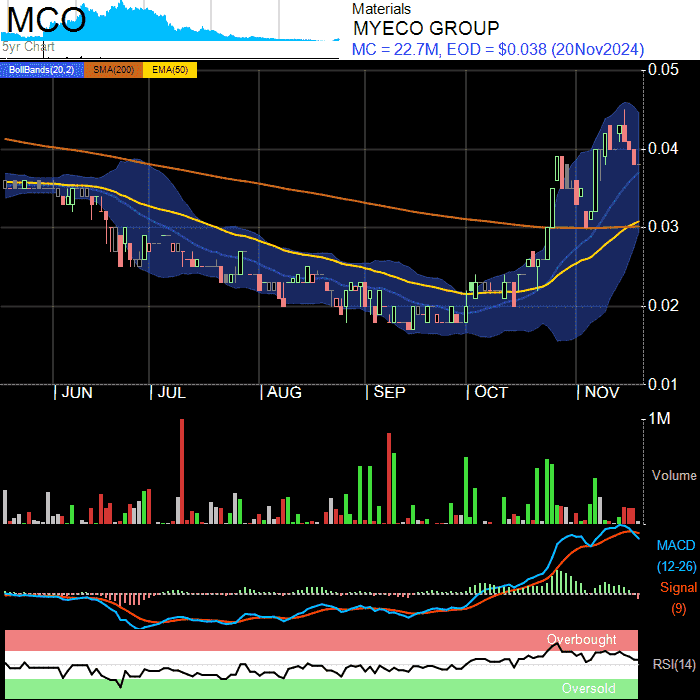 MCO
5yr Chart
Materials
MYECO GROUP
MC = 22.7M, EOD = $0.038 (20Nov2024)
BollBands(20,2) SMA(200) EMA(50)
0.05
0.04
0.03
0.02
0.01
JUN JUL AUG SEP OCT NOV
1M
Volume
MACD
(12-26)
Signal
(9)
Overbought
RSI(14)
Oversold